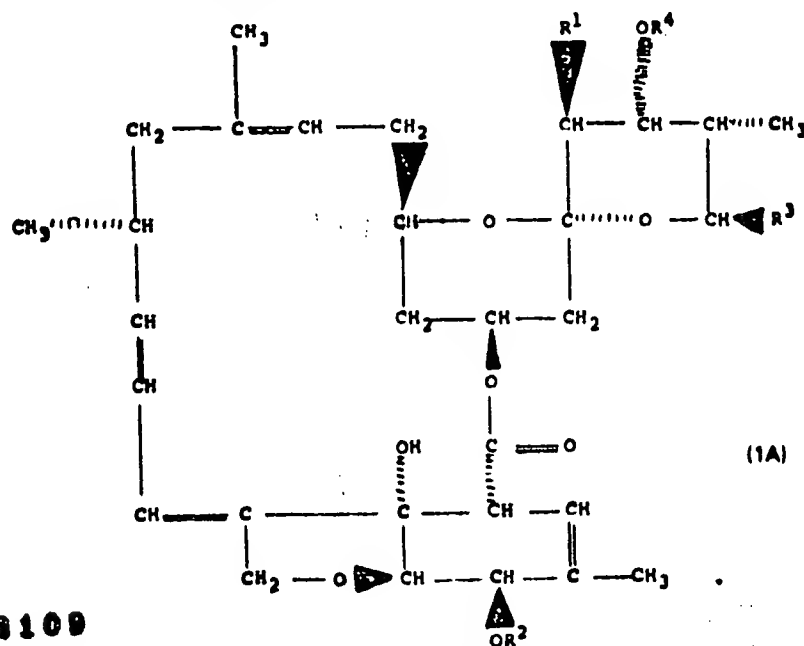 CH₃ R¹ OR⁴
CH₂ C CH CH₂ CH CH CH CH₃
CH₃ CH CH O C O CH R³
CH CH₂ CH CH₂
CH O
OH C O (1A)
CH C C CH CH
CH₂ O CH CH C CH₃
OR²
109